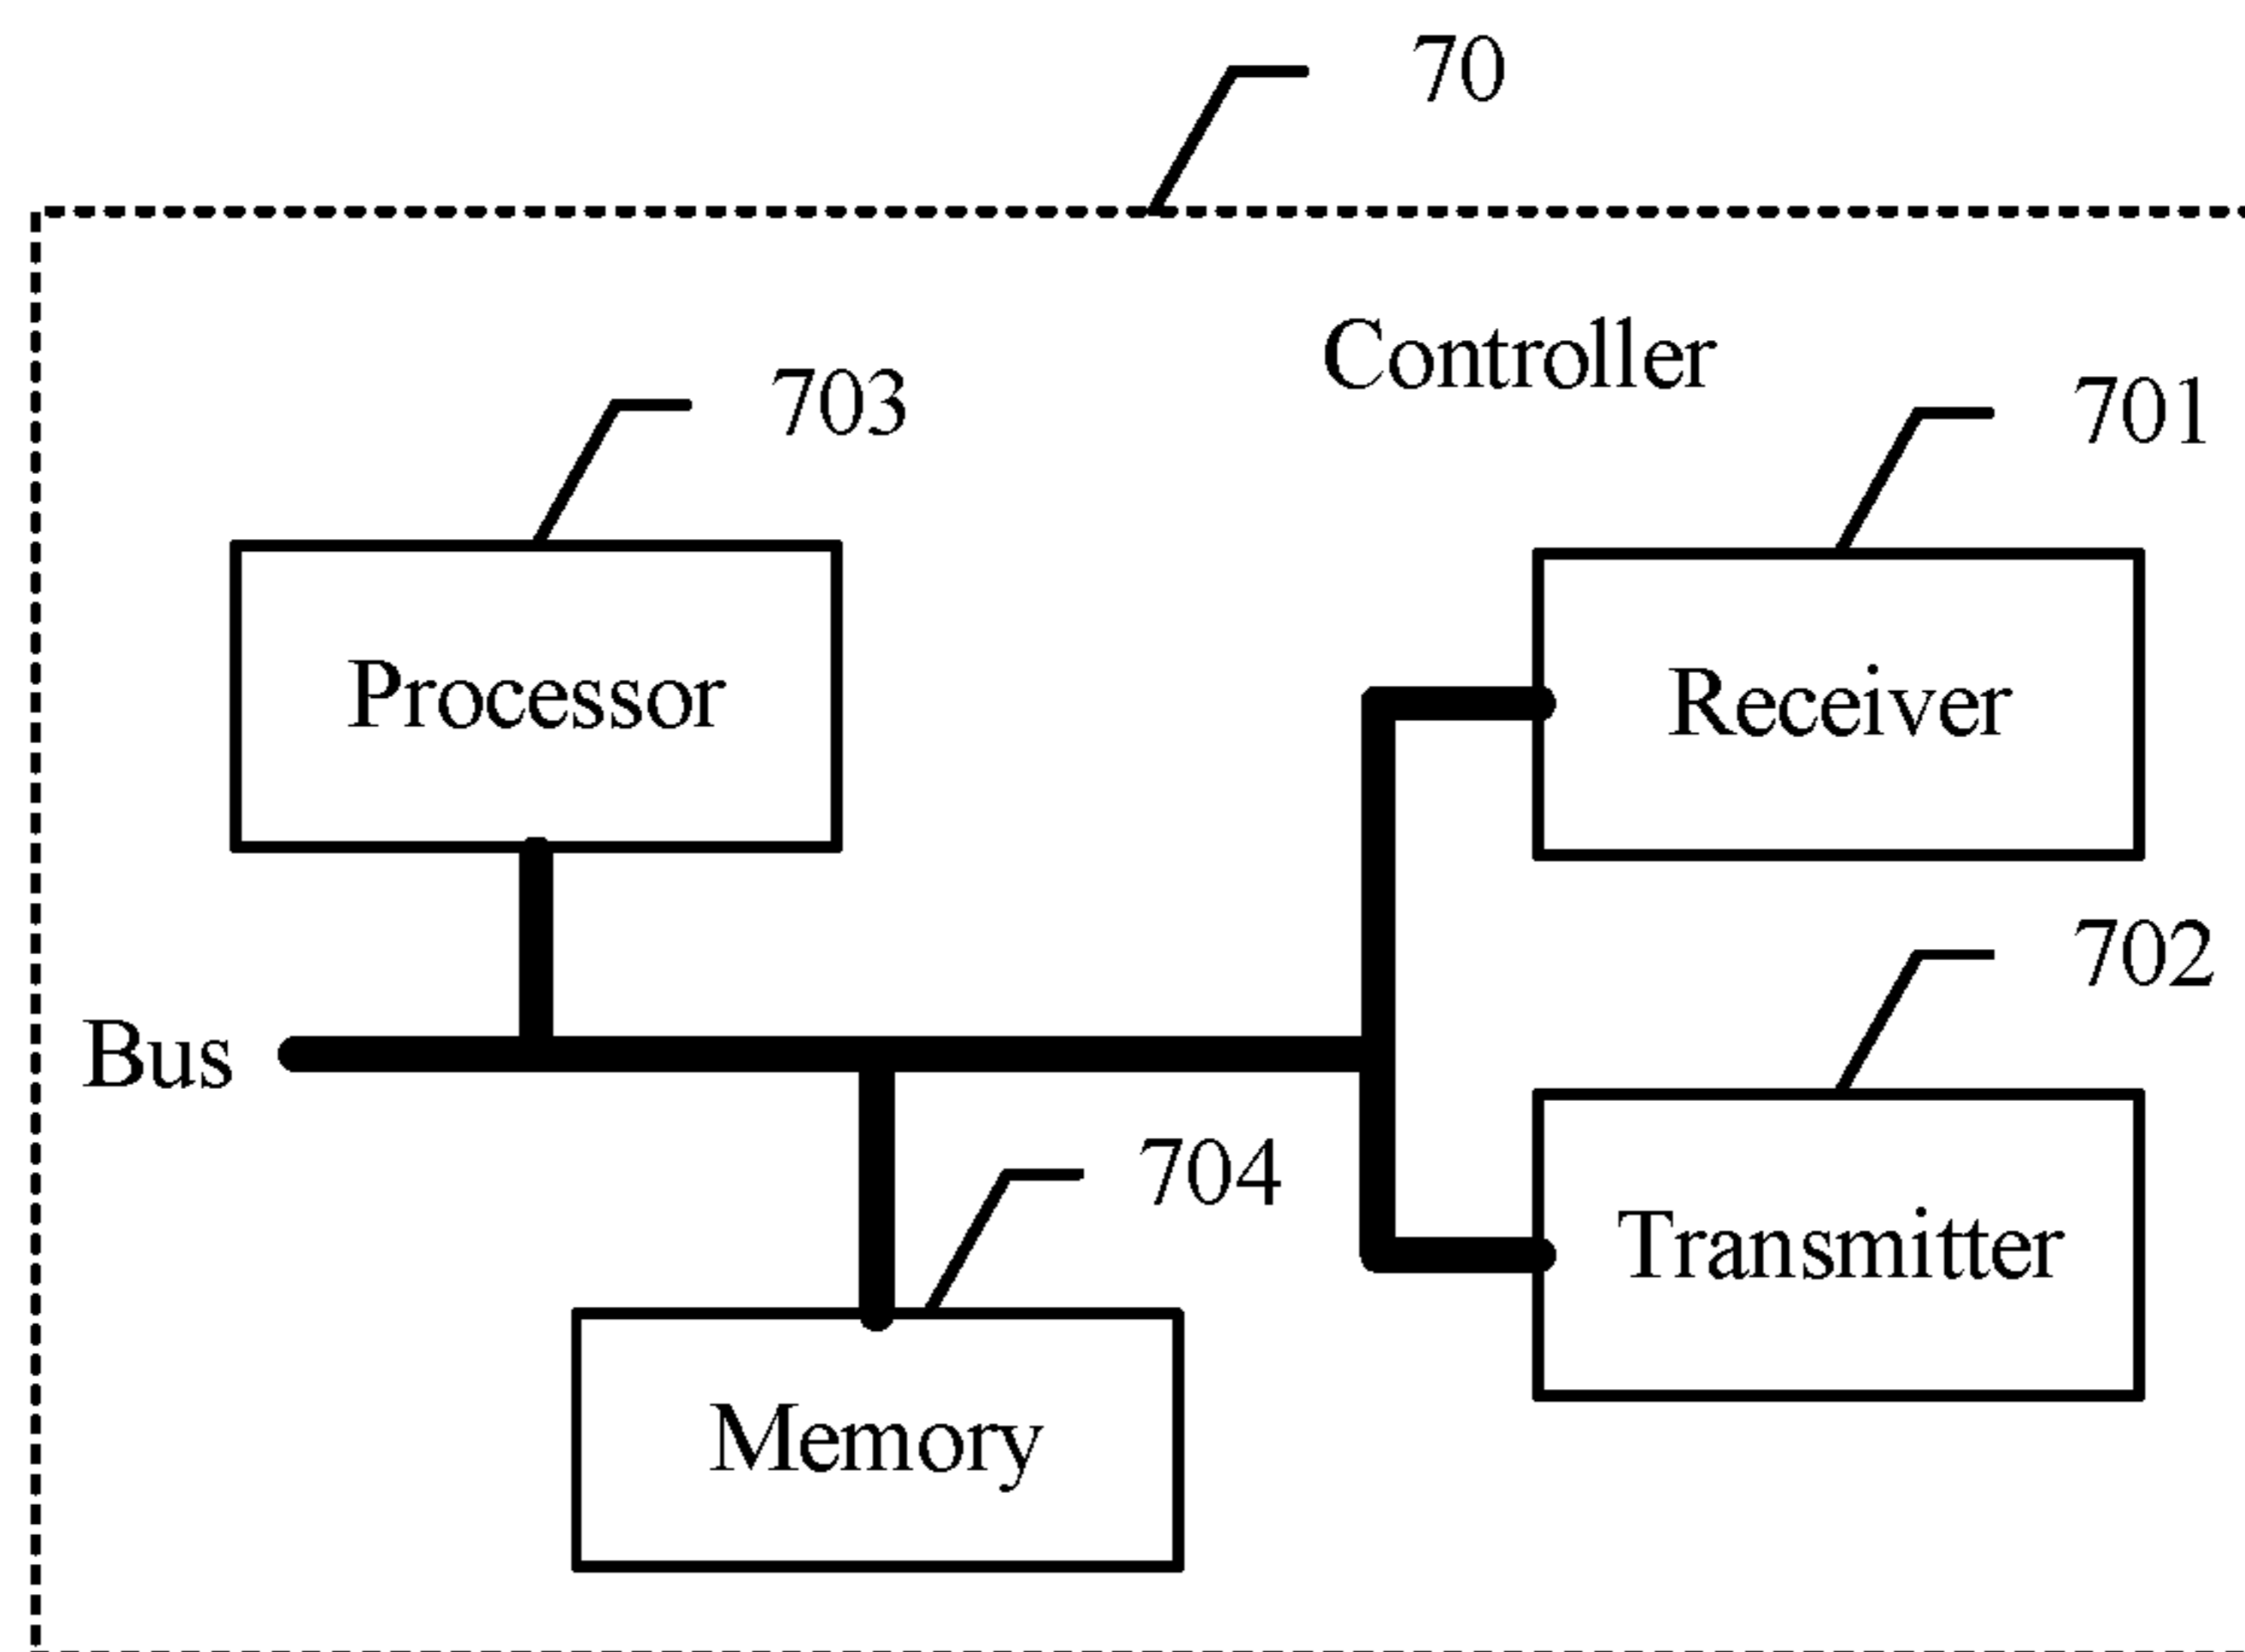 70
Controller
703
701
Processor
Receiver
702
Bus
704
Transmitter
Memory